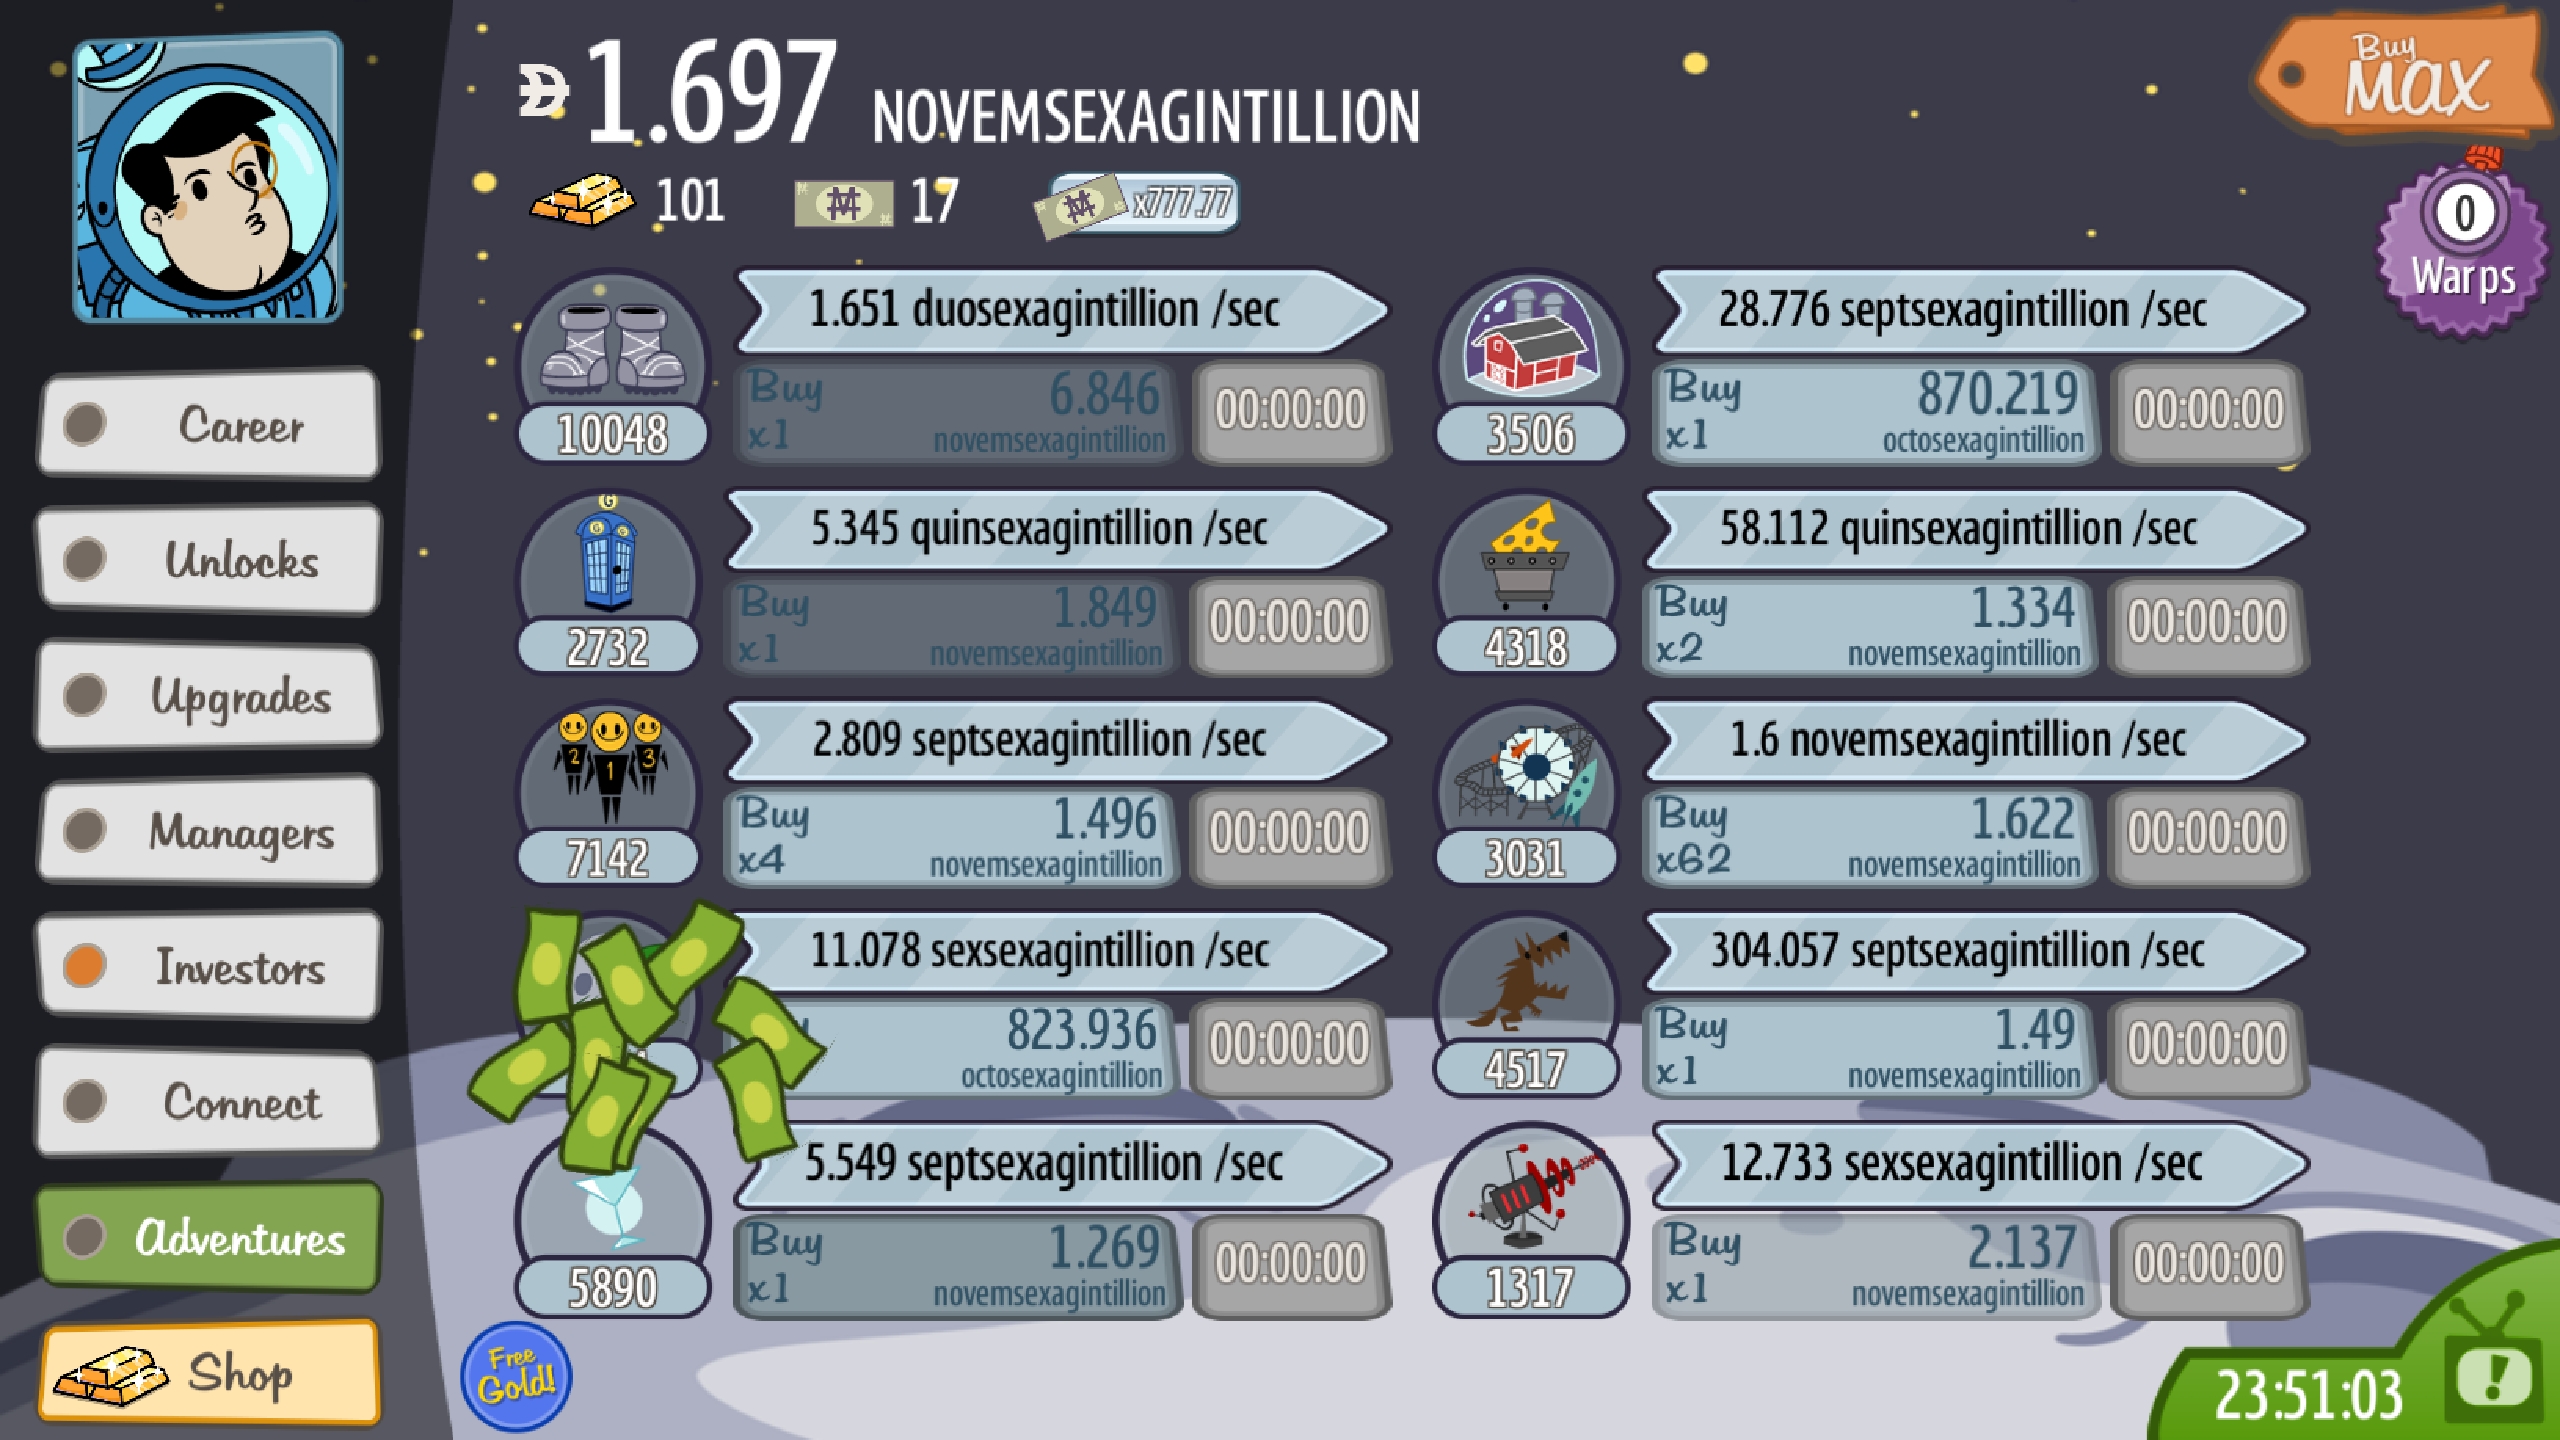 1.697 NOVEMSEXAGINTILLION
Buy
MAX
101
17
x777.77
0
Warps
Career
Unlocks
Upgrades
Managers
Investors
Connect
Adventures
Shop
1.651 duosexagintillion /sec
Buy
x1
6.846
novemsexagintillion
00:00:00
10048
28.776 septsexagintillion /sec
Buy
x1
870.219
octosexagintillion
00:00:00
3506
G
G G
5.345 quinsexagintillion /sec
Buy
x1
1.849
novemsexagintillion
00:00:00
2732
58.112 quinsexagintillion /sec
Buy
x2
1.334
novemsexagintillion
00:00:00
4318
2 1 3
2.809 septsexagintillion /sec
Buy
x4
1.496
novemsexagintillion
00:00:00
7142
1.6 novemsexagintillion /sec
Buy
x62
1.622
novemsexagintillion
00:00:00
3031
11.078 sexsexagintillion /sec
823.936
octosexagintillion
00:00:00
304.057 septsexagintillion /sec
Buy
x1
1.49
novemsexagintillion
00:00:00
4517
5.549 septsexagintillion /sec
Buy
x1
1.269
novemsexagintillion
00:00:00
5890
12.733 sexsexagintillion /sec
Buy
x1
2.137
novemsexagintillion
00:00:00
1317
Free
Gold!
23:51:03
!